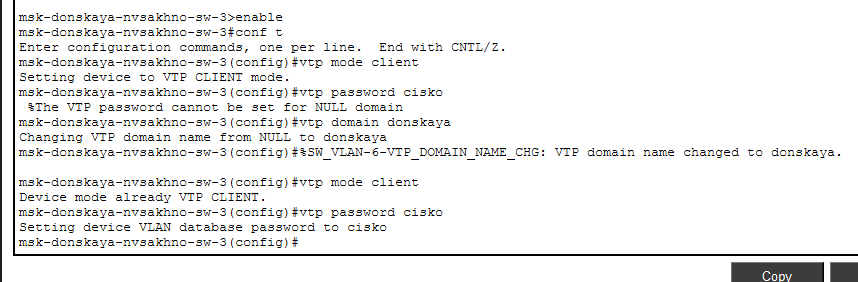 msk-donskaya-nvsakhno-sw-3>enable
msk-donskaya-nvsakhno-sw-3#conf t
Enter configuration commands, one per line.  End with CNTL/Z.
msk-donskaya-nvsakhno-sw-3(config)#vtp mode client
Setting device to VTP CLIENT mode.
msk-donskaya-nvsakhno-sw-3(config)#vtp password cisko
 %The VTP password cannot be set for NULL domain
msk-donskaya-nvsakhno-sw-3(config)#vtp domain donskaya
Changing VTP domain name from NULL to donskaya
msk-donskaya-nvsakhno-sw-3(config)#%SW_VLAN-6-VTP_DOMAIN_NAME_CHG: VTP domain name changed to donskaya.
msk-donskaya-nvsakhno-sw-3(config)#vtp mode client
Device mode already VTP CLIENT.
msk-donskaya-nvsakhno-sw-3(config)#vtp password cisko
Setting device VLAN database password to cisko
msk-donskaya-nvsakhno-sw-3(config)#
Copy